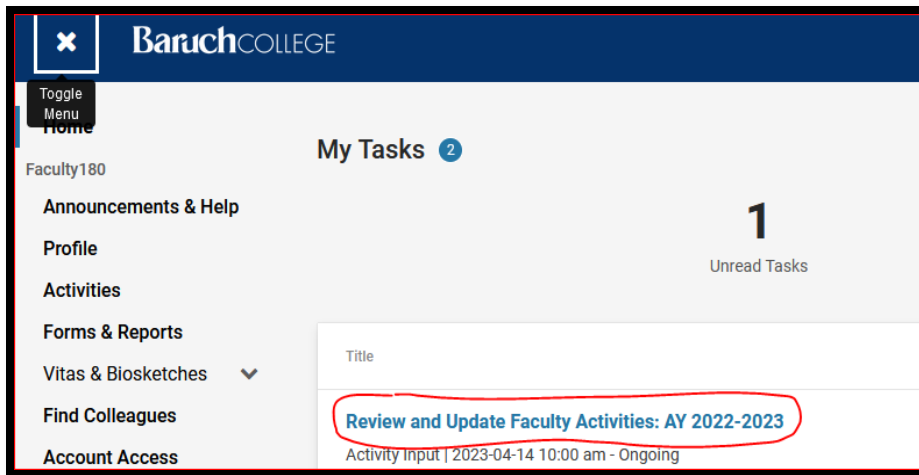 BaruchCOLLEGE
Toggle
Menu
Home
Faculty180
Announcements & Help
Profile
Activities
Forms & Reports
Vitas & Biosketches
Find Colleagues
Account Access
My Tasks 2
1
Unread Tasks
Title
Review and Update Faculty Activities: AY 2022-2023
Activity Input | 2023-04-14 10:00 am - Ongoing